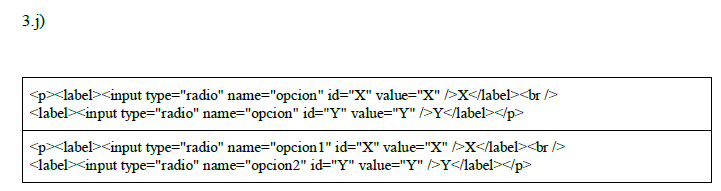 3.j)
<p><label><input type="radio" name="opcion" id="X" value="X" />X</label><br />
<label><input type="radio" name="opcion" id="Y" value="Y" />Y</label></p>
<p><label><input type="radio" name="opcion1" id="X" value="X" />X</label><br />
<label><input type="radio" name="opcion2" id="Y" value="Y" />Y</label></p>